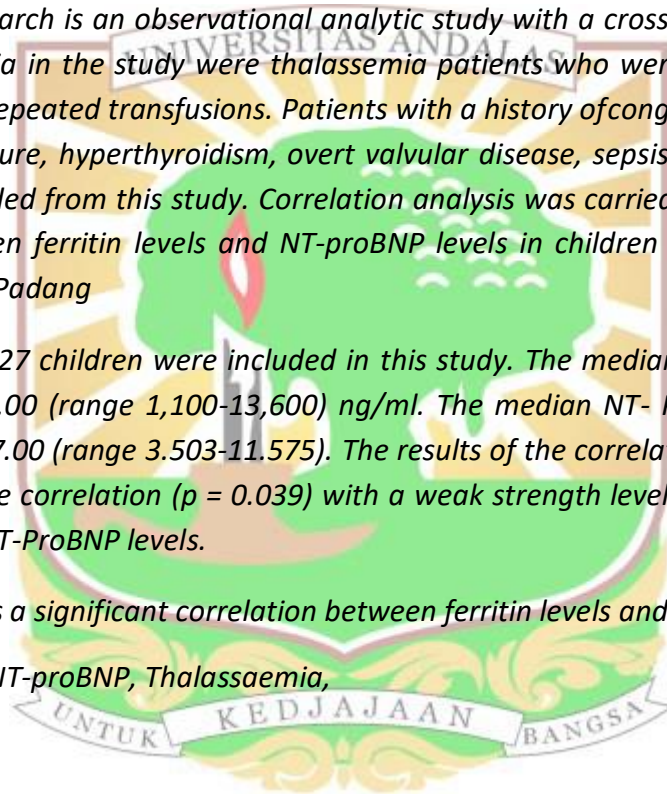 arch is an observational analytic study with a cross
UNIVERSITAS ANDALAS
ia in the study were thalassemia patients who wer
epeated transfusions. Patients with a history ofcong
ure, hyperthyroidism, overt valvular disease, sepsis
led from this study. Correlation analysis was carried
en ferritin levels and NT-proBNP levels in children
Padang
27 children were included in this study. The median
.00 (range 1,100-13,600) ng/ml. The median NT-
7.00 (range 3.503-11.575). The results of the correla
e correlation (p = 0.039) with a weak strength level
T-ProBNP levels.
s a significant correlation between ferritin levels and
NT-proBNP, Thalassaemia,
UNTUK KEDJAJAAN BANGSA